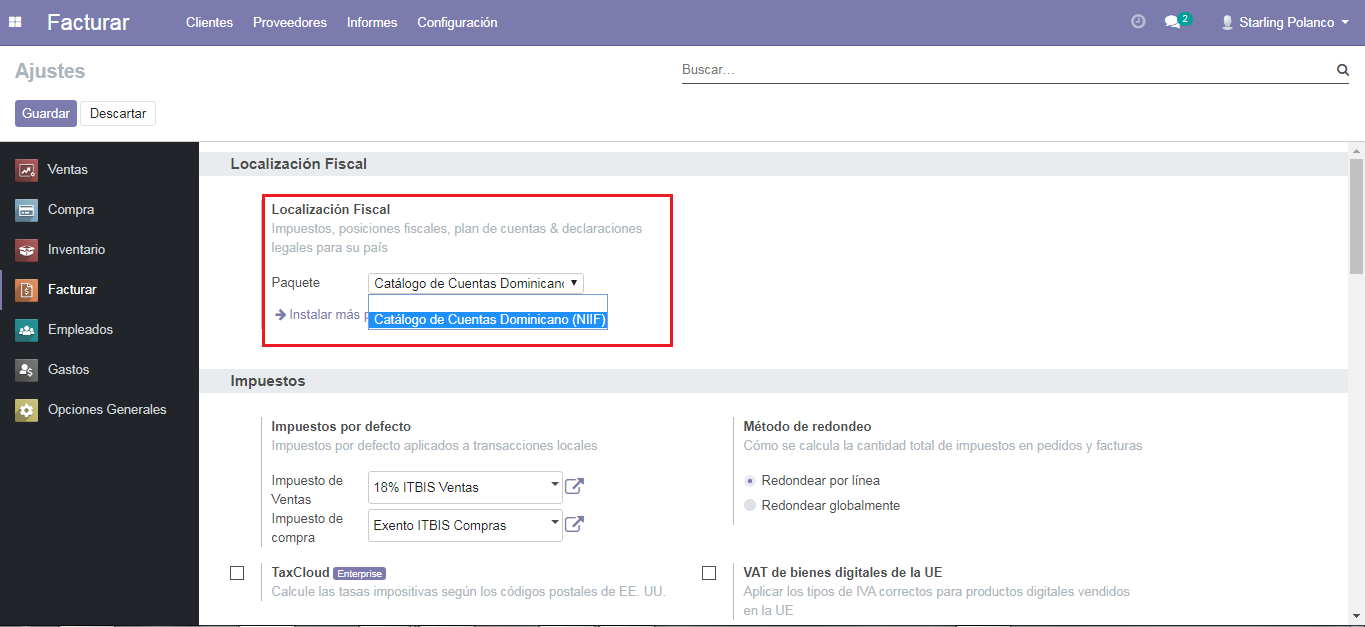 Facturar
Clientes
Proveedores
Informes
Configuración
2
Starling Polanco
Ajustes
Buscar...
Guardar
Descartar
Ventas
Compra
Inventario
Facturar
Empleados
Gastos
Opciones Generales
Localización Fiscal
Localización Fiscal
Impuestos, posiciones fiscales, plan de cuentas & declaraciones
legales para su país
Paquete
Catálogo de Cuentas Dominicano
Instalar más
Catálogo de Cuentas Dominicano (NIIF)
Impuestos
Impuestos por defecto
Impuestos por defecto aplicados a transacciones locales
Impuesto de
Ventas
18% ITBIS Ventas
Impuesto de
compra
Exento ITBIS Compras
Método de redondeo
Cómo se calcula la cantidad total de impuestos en pedidos y facturas
Redondear por línea
Redondear globalmente
TaxCloud Enterprise
Calcule las tasas impositivas según los códigos postales de EE. UU.
VAT de bienes digitales de la UE
Aplicar los tipos de IVA correctos para productos digitales vendidos
en la UE